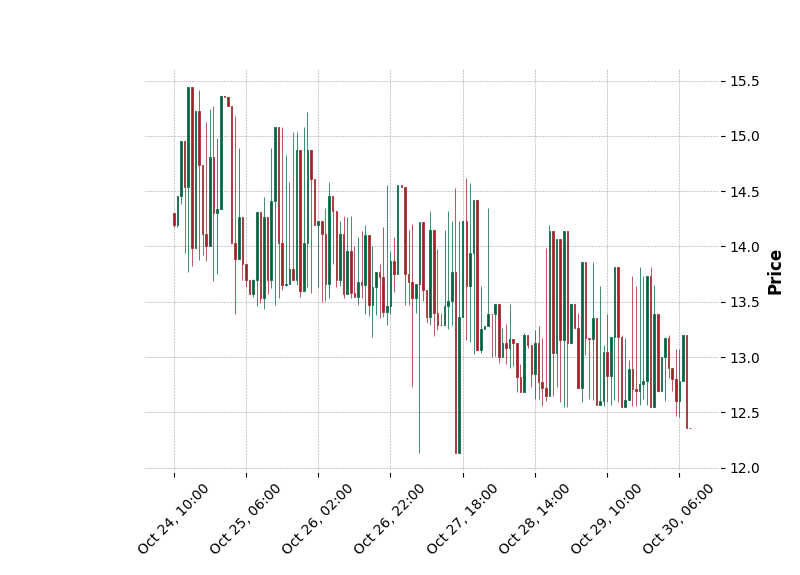 15.5
15.0
14.5
14.0
13.5
13.0
12.5
12.0
Price
Oct 24, 10:00
Oct 25, 06:00
Oct 26, 02:00
Oct 26, 22:00
Oct 27, 18:00
Oct 28, 14:00
Oct 29, 10:00
Oct 30, 06:00